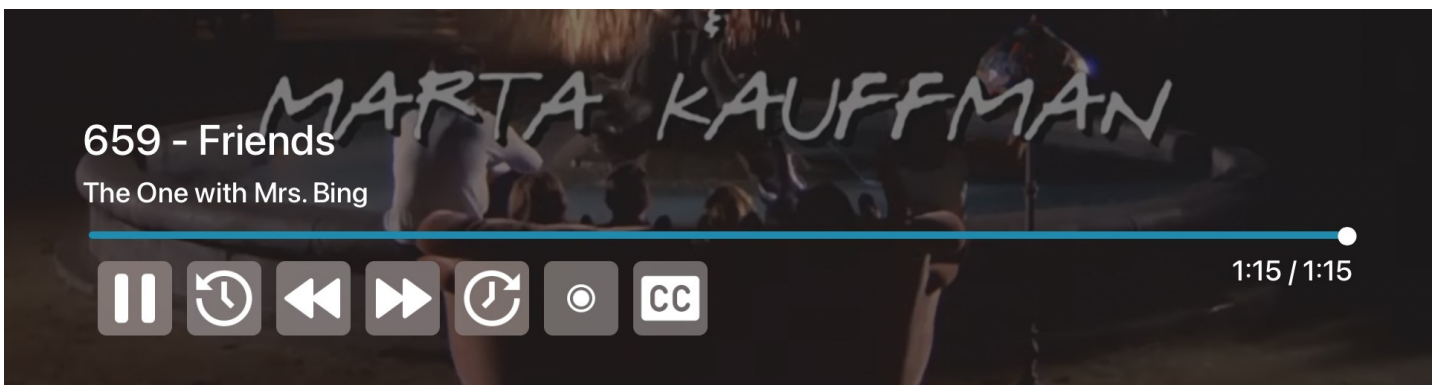 &
MARTA KAUFFMAN
659 - Friends
The One with Mrs. Bing
1:15 / 1:15
CC